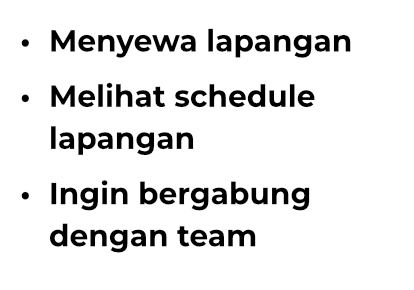 • Menyewa lapangan
• Melihat schedule
lapangan
• Ingin bergabung
dengan team